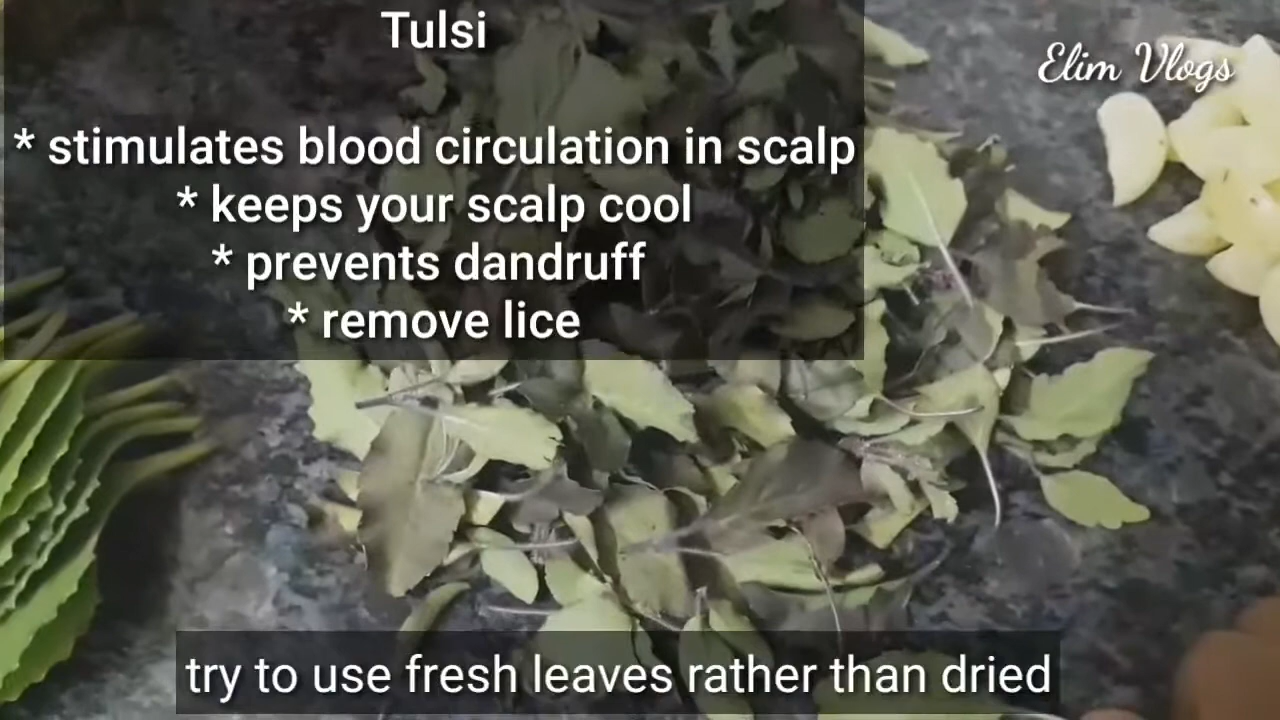 Tulsi
Elim Vlogs
* stimulates blood circulation in scalp
* keeps your scalp cool
* prevents dandruff
* remove lice
try to use fresh leaves rather than dried